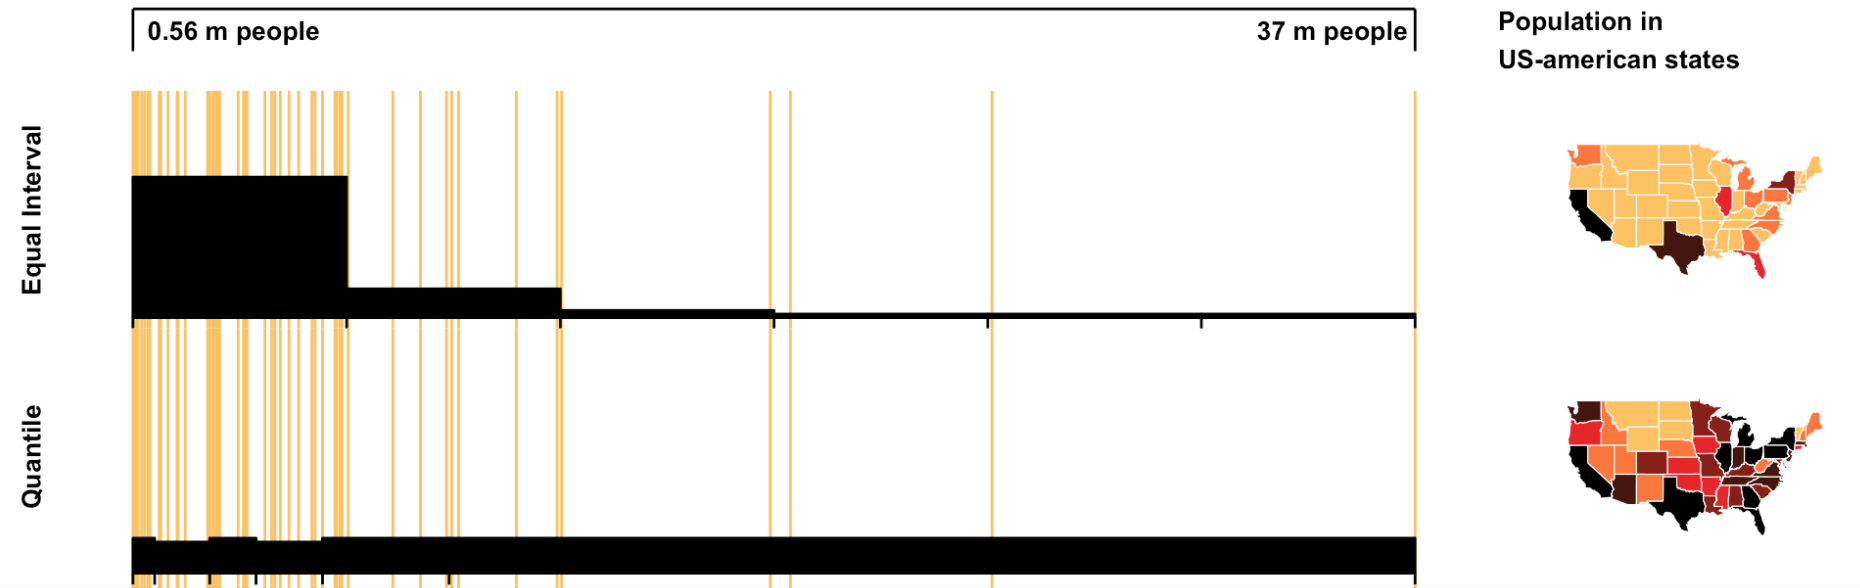 0.56 m people
37 m people
Population in
US-american states
Equal Interval
Quantile